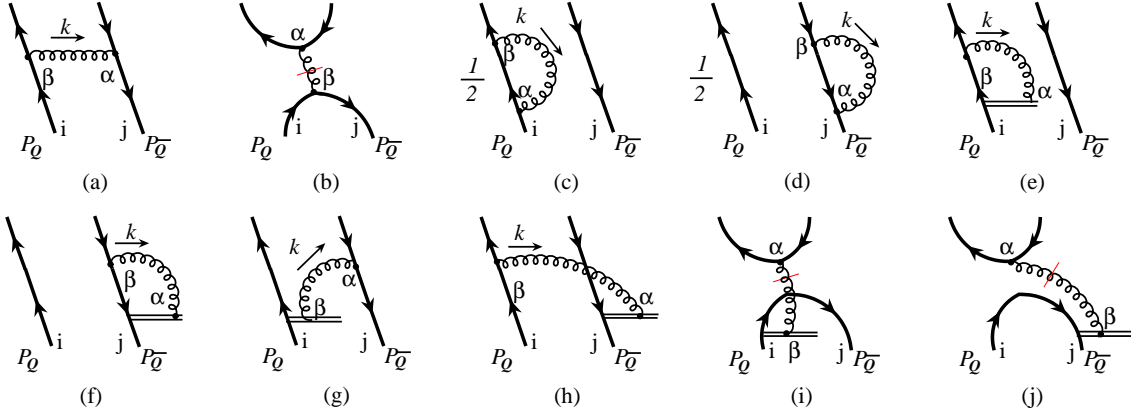 k
β α
i j
P_Q P_Q̅
(a)
α
β
i j
P_Q P_Q̅
(b)
k
β
1/2
α
i j
P_Q P_Q̅
(c)
k
β
1/2
α
i j
P_Q P_Q̅
(d)
k
β α
i j
P_Q P_Q̅
(e)
k
β α
i j
P_Q P_Q̅
(f)
k
α
β
i j
P_Q P_Q̅
(g)
k
β α
i j
P_Q P_Q̅
(h)
α
i β j
P_Q P_Q̅
(i)
α
β
i j
P_Q P_Q̅
(j)